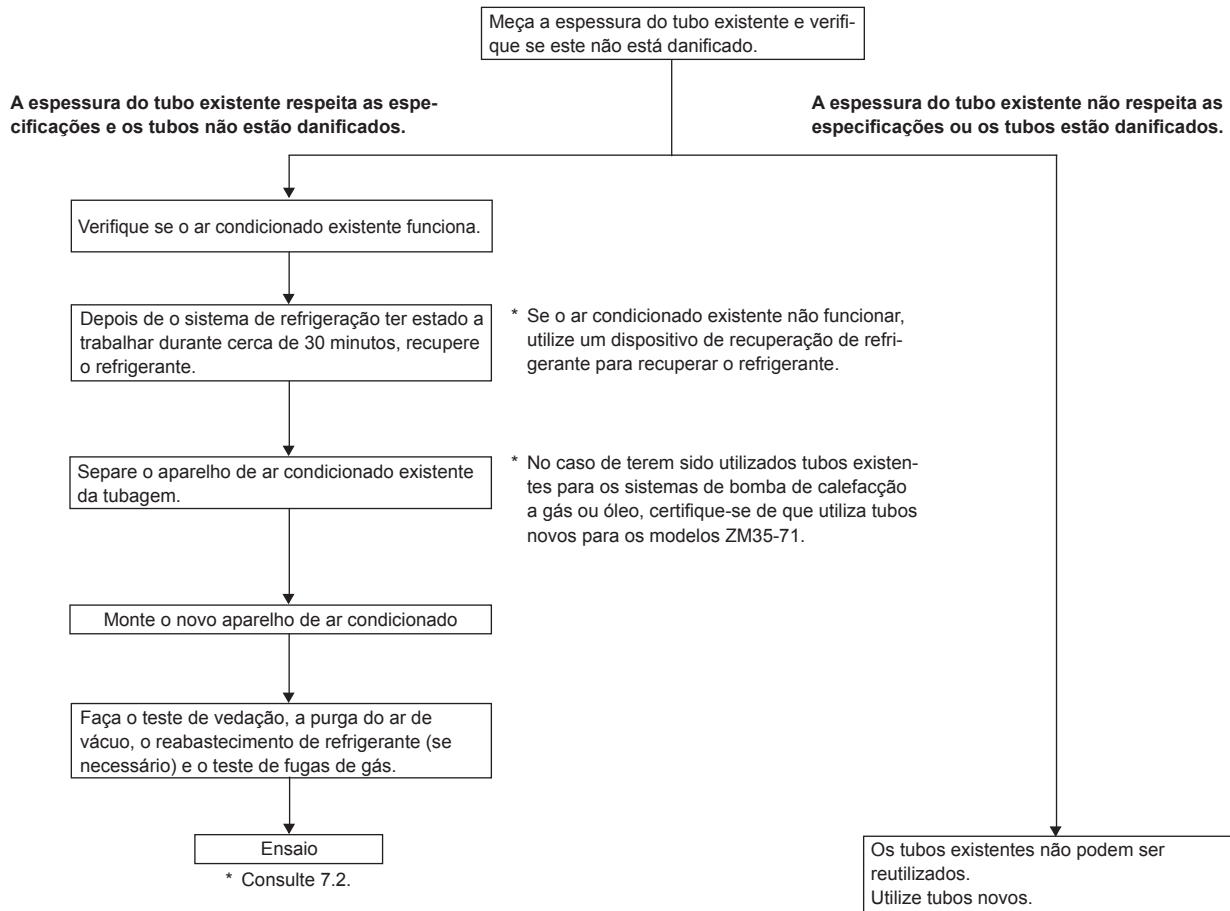 Meça a espessura do tubo existente e verifi-
que se este não está danificado.
A espessura do tubo existente respeita as espe-
cificações e os tubos não estão danificados.
A espessura do tubo existente não respeita as
especificações ou os tubos estão danificados.
Verifique se o ar condicionado existente funciona.
Depois de o sistema de refrigeração ter estado a
trabalhar durante cerca de 30 minutos, recupere
o refrigerante.
* Se o ar condicionado existente não funcionar,
utilize um dispositivo de recuperação de refri-
gerante para recuperar o refrigerante.
Separe o aparelho de ar condicionado existente
da tubagem.
* No caso de terem sido utilizados tubos existen-
tes para os sistemas de bomba de calefacção
a gás ou óleo, certifique-se de que utiliza tubos
novos para os modelos ZM35-71.
Monte o novo aparelho de ar condicionado
Faça o teste de vedação, a purga do ar de
vácuo, o reabastecimento de refrigerante (se
necessário) e o teste de fugas de gás.
Ensaio
* Consulte 7.2.
Os tubos existentes não podem ser
reutilizados.
Utilize tubos novos.